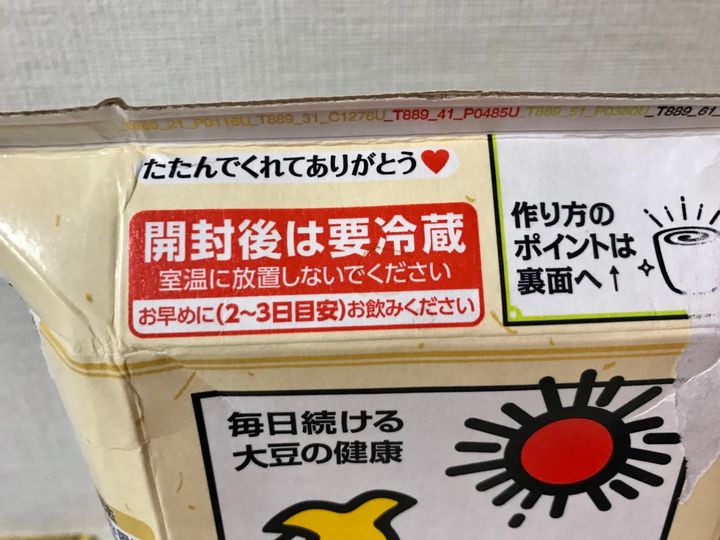 T889_21_P0116U_T889_31_C1276U_T889_41_P0485U_T889_51_P0380U_T889_61
たたんでくれてありがとう♥
開封後は要冷蔵
室温に放置しないでください
お早めに(2〜3日目安)お飲みください
作り方の
ポイントは
裏面へ↑
毎日続ける
大豆の健康